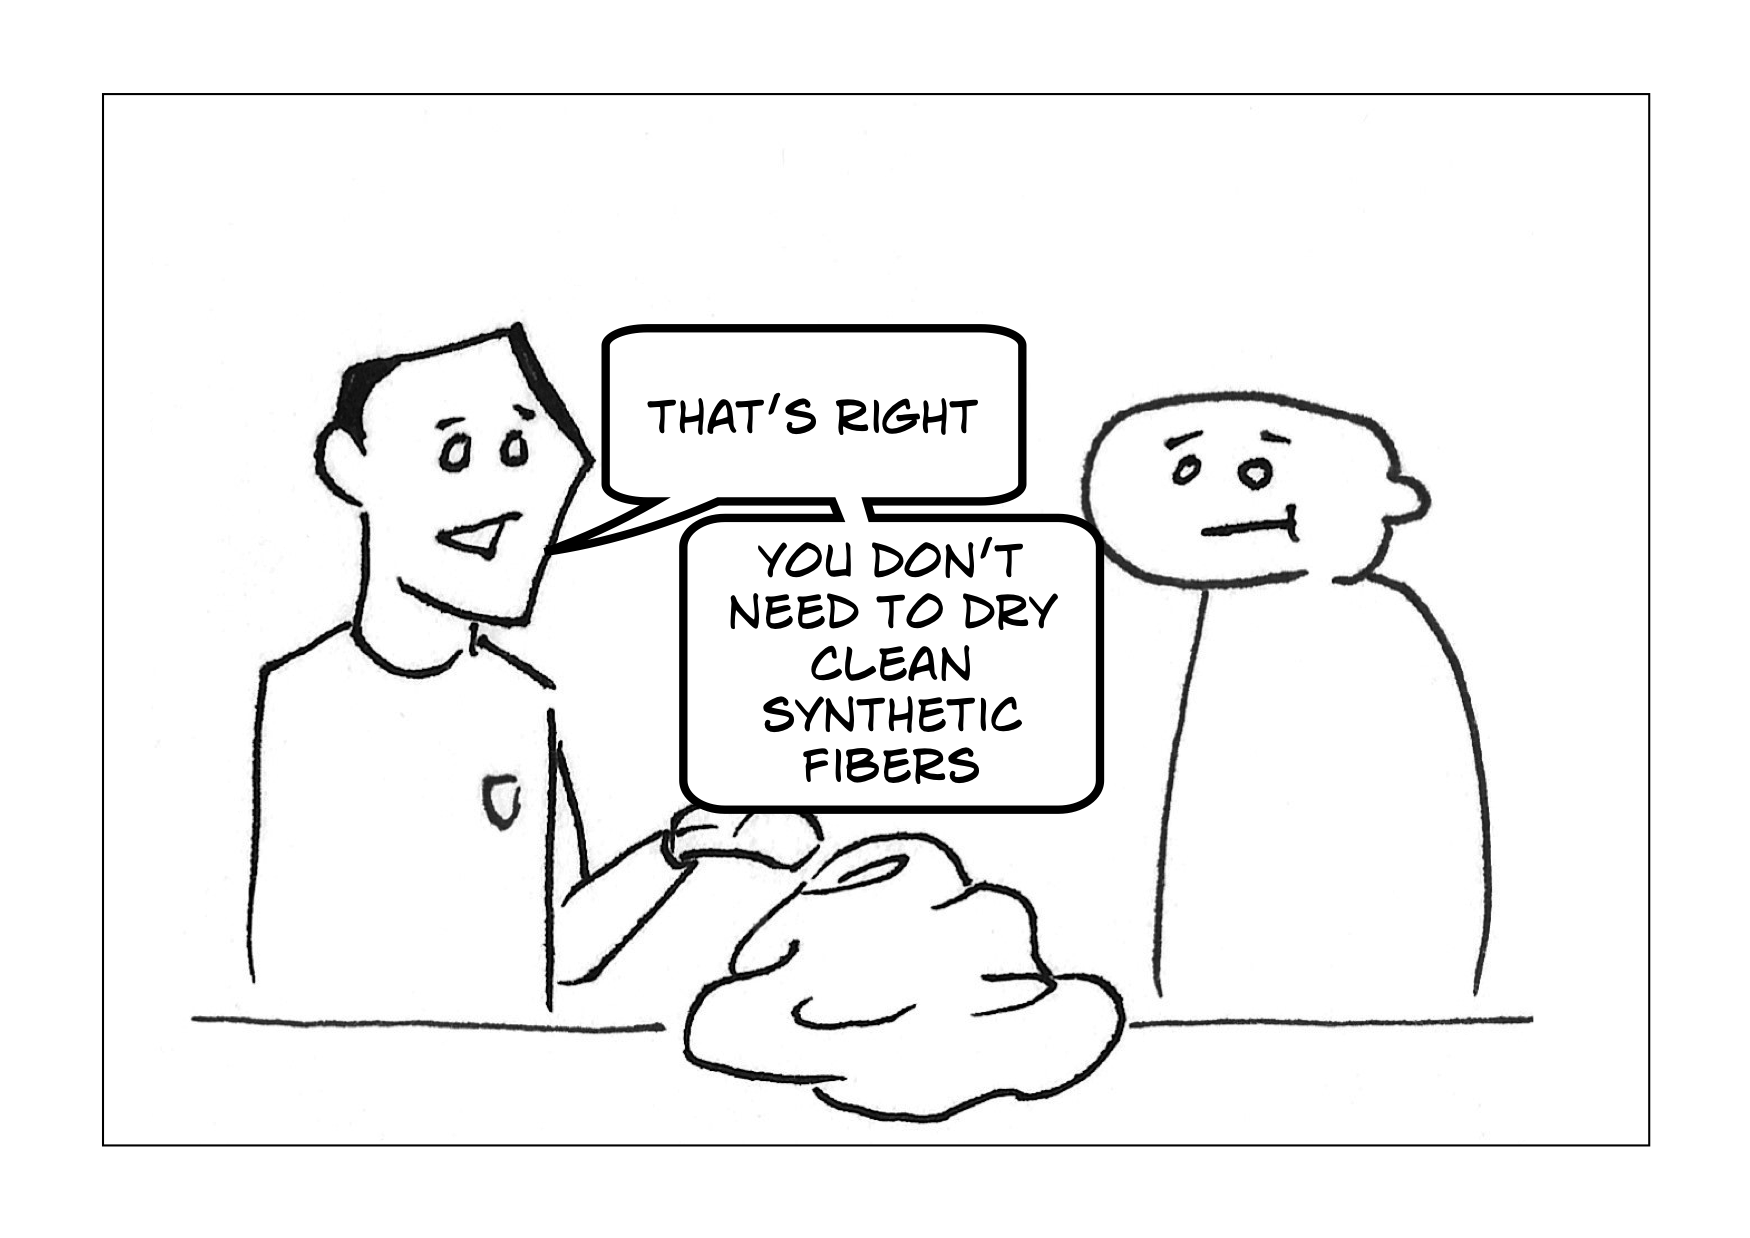 THAT'S RIGHT
YOU DON'T
NEED TO DRY
CLEAN
SYNTHETIC
FIBERS